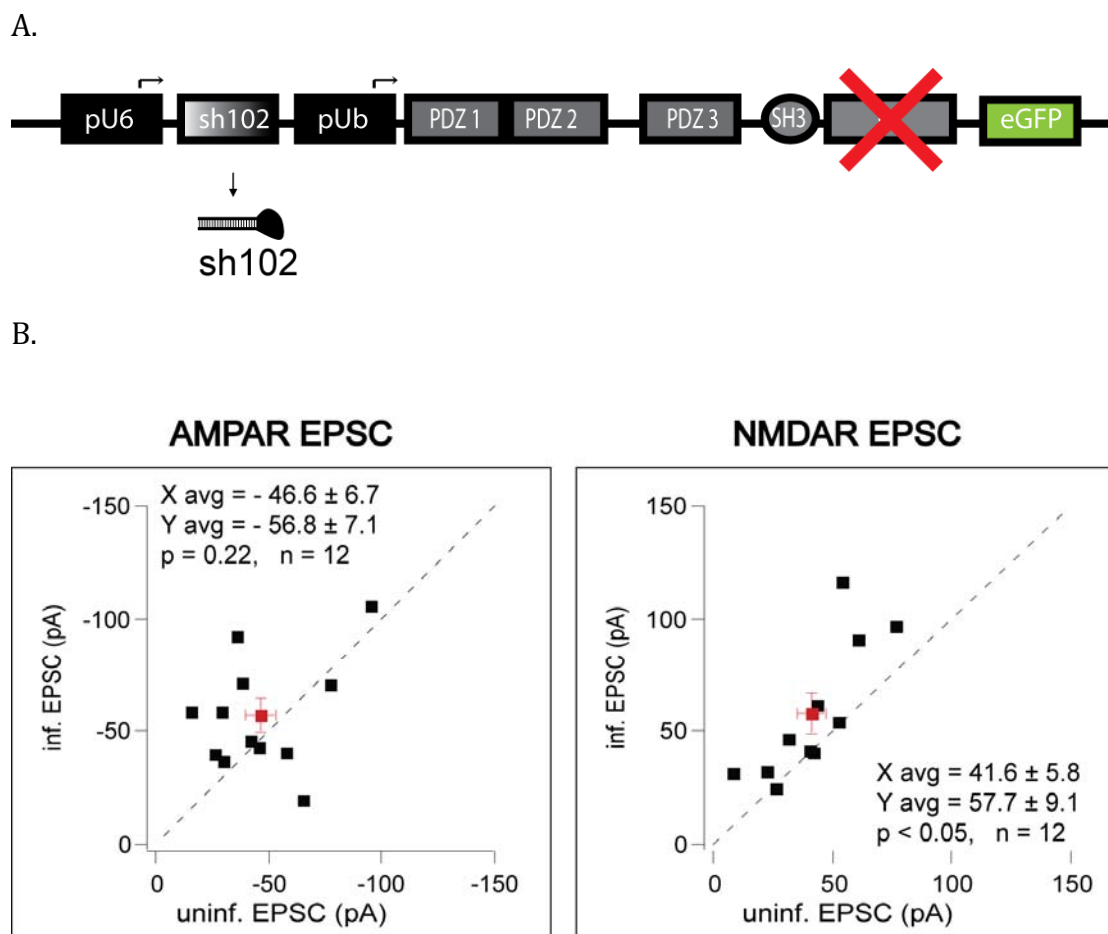 A.
pU6 sh102 pUb PDZ 1 PDZ 2 PDZ 3 SH3 eGFP
sh102
B.
AMPAR EPSC
X avg = - 46.6 ± 6.7
Y avg = - 56.8 ± 7.1
p = 0.22, n = 12
-150
-100
-50
0
inf. EPSC (pA)
0 -50 -100 -150
uninf. EPSC (pA)
NMDAR EPSC
150
100
50
0
inf. EPSC (pA)
X avg = 41.6 ± 5.8
Y avg = 57.7 ± 9.1
p < 0.05, n = 12
0 50 100 150
uninf. EPSC (pA)